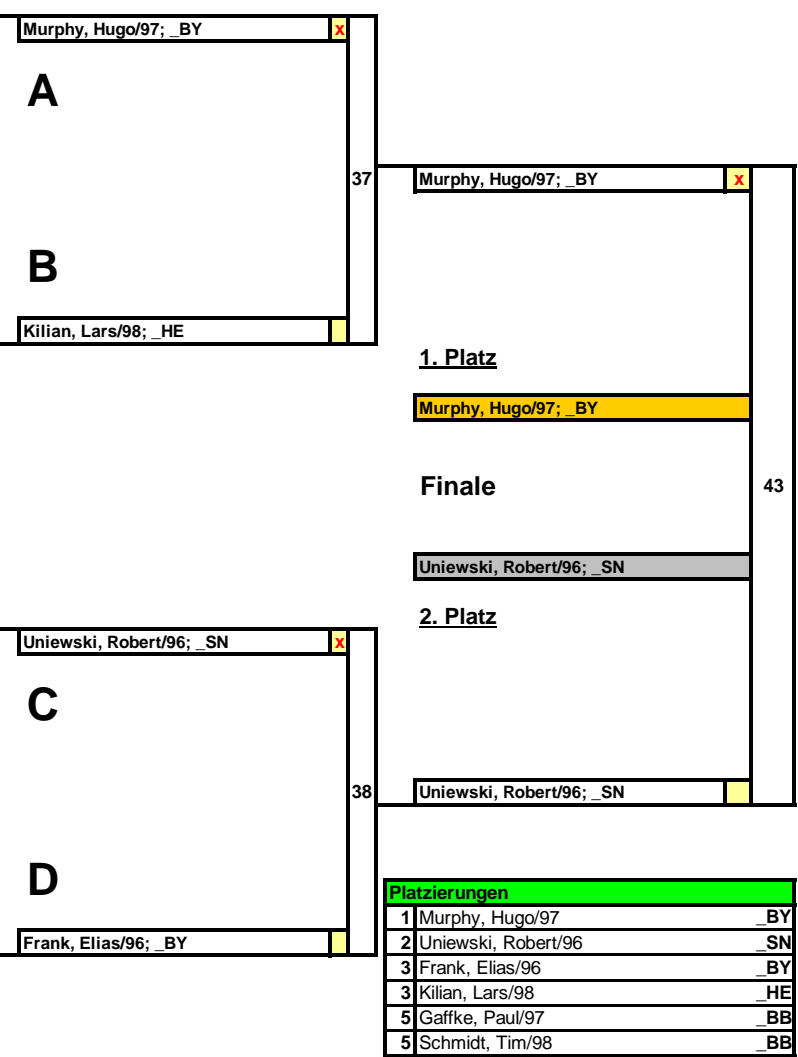 Murphy, Hugo/97; _BY x
A
37
Murphy, Hugo/97; _BY x
B
Kilian, Lars/98; _HE
1. Platz
Murphy, Hugo/97; _BY
Finale
43
Uniewski, Robert/96; _SN
2. Platz
Uniewski, Robert/96; _SN x
C
38
Uniewski, Robert/96; _SN
D
Frank, Elias/96; _BY
Platzierungen
1 Murphy, Hugo/97 _BY
2 Uniewski, Robert/96 _SN
3 Frank, Elias/96 _BY
3 Kilian, Lars/98 _HE
5 Gaffke, Paul/97 _BB
5 Schmidt, Tim/98 _BB